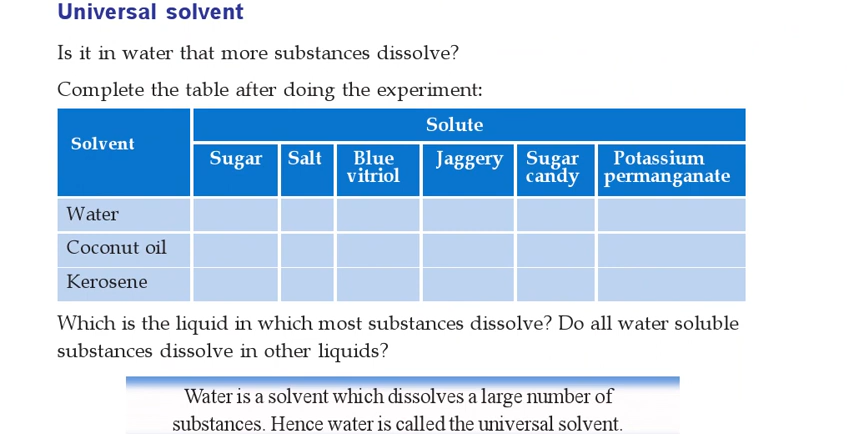 Universal solvent
Is it in water that more substances dissolve?
Complete the table after doing the experiment:
Solvent
Solute
Sugar Salt Blue vitriol Jaggery Sugar candy Potassium permanganate
Water
Coconut oil
Kerosene
Which is the liquid in which most substances dissolve? Do all water soluble
substances dissolve in other liquids?
Water is a solvent which dissolves a large number of
substances. Hence water is called the universal solvent.